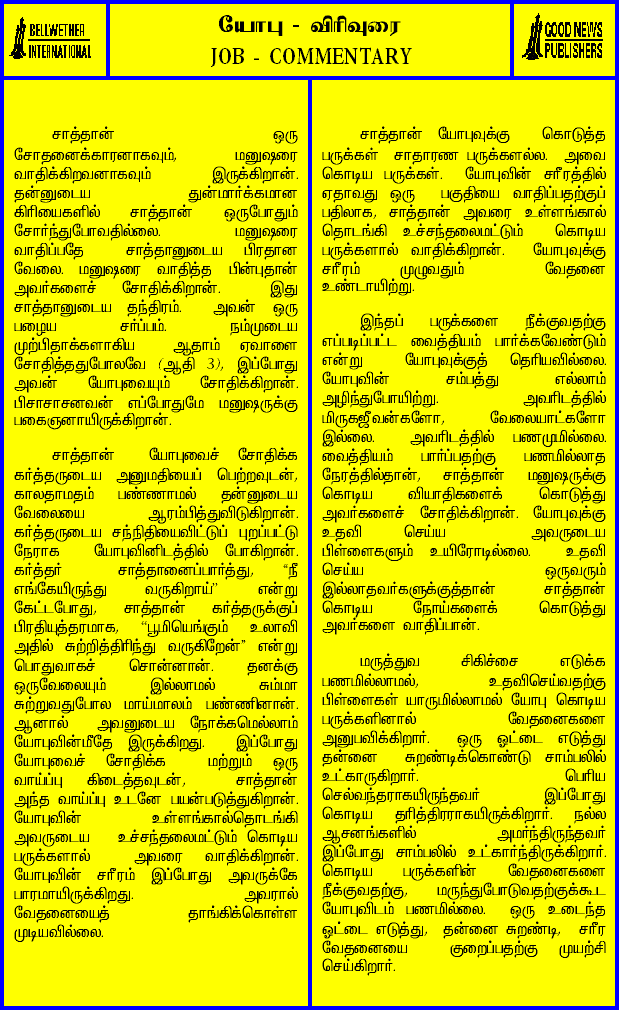 BELLWETHER
INTERNATIONAL
யோபு - விரிவுரை
JOB - COMMENTARY
GOOD NEWS
PUBLISHERS
சாத்தான் ஒரு
சோதனைக்காரனாகவும், மனுஷரை
வாதிக்கிறவனாகவும் இருக்கிறான்.
தன்னுடைய துன்மார்க்கமான
கிரியைகளில் சாத்தான் ஒருபோதும்
சோர்ந்துபோவதில்லை. மனுஷரை
வாதிப்பதே சாத்தானுடைய பிரதான
வேலை. மனுஷரை வாதித்த பின்புதான்
அவர்களைச் சோதிக்கிறான். இது
சாத்தானுடைய தந்திரம். அவன் ஒரு
பழைய சர்ப்பம். நம்முடைய
முற்பிதாக்களாகிய ஆதாம் ஏவாளை
சோதித்ததுபோலவே (ஆதி 3), இப்போது
அவன் யோபுவையும் சோதிக்கிறான்.
பிசாசானவன் எப்போதுமே மனுஷருக்கு
பகைஞனாயிருக்கிறான்.
சாத்தான் யோபுவைச் சோதிக்க
கர்த்தருடைய அனுமதியைப் பெற்றவுடன்,
காலதாமதம் பண்ணாமல் தன்னுடைய
வேலையை ஆரம்பித்துவிடுகிறான்.
கர்த்தருடைய சந்நிதியைவிட்டுப் புறப்பட்டு
நேராக யோபுவினிடத்தில் போகிறான்.
கர்த்தர் சாத்தானைப்பார்த்து, “நீ
எங்கேயிருந்து வருகிறாய்” என்று
கேட்டபோது, சாத்தான் கர்த்தருக்குப்
பிரதியுத்தரமாக, “பூமியெங்கும் உலாவி
அதில் சுற்றித்திரிந்து வருகிறேன்” என்று
பொதுவாகச் சொன்னான். தனக்கு
ஒருவேலையும் இல்லாமல் சும்மா
சுற்றுவதுபோல மாய்மாலம் பண்ணினான்.
ஆனால் அவனுடைய நோக்கமெல்லாம்
யோபுவின்மீதே இருக்கிறது. இப்போது
யோபுவைச் சோதிக்க மற்றும் ஒரு
வாய்ப்பு கிடைத்தவுடன், சாத்தான்
அந்த வாய்ப்பு உடனே பயன்படுத்துகிறான்.
யோபுவின் உள்ளங்கால்தொடங்கி
அவருடைய உச்சந்தலைமட்டும் கொடிய
பருக்களால் அவரை வாதிக்கிறான்.
யோபுவின் சரீரம் இப்போது அவருக்கே
பாரமாயிருக்கிறது. அவரால்
வேதனையைத் தாங்கிக்கொள்ள
முடியவில்லை.
சாத்தான் யோபுவுக்கு கொடுத்த
பருக்கள் சாதாரண பருக்களல்ல. அவை
கொடிய பருக்கள். யோபுவின் சரீரத்தில்
ஏதாவது ஒரு பகுதியை வாதிப்பதற்குப்
பதிலாக, சாத்தான் அவரை உள்ளங்கால்
தொடங்கி உச்சந்தலைமட்டும் கொடிய
பருக்களால் வாதிக்கிறான். யோபுவுக்கு
சரீரம் முழுவதும் வேதனை
உண்டாயிற்று.
இந்தப் பருக்களை நீக்குவதற்கு
எப்படிப்பட்ட வைத்தியம் பார்க்கவேண்டும்
என்று யோபுவுக்குத் தெரியவில்லை.
யோபுவின் சம்பத்து எல்லாம்
அழிந்துபோயிற்று. அவரிடத்தில்
மிருகஜீவன்களோ, வேலையாட்களோ
இல்லை. அவரிடத்தில் பணமுமில்லை.
வைத்தியம் பார்ப்பதற்கு பணமில்லாத
நேரத்தில்தான், சாத்தான் மனுஷருக்கு
கொடிய வியாதிகளைக் கொடுத்து
அவர்களைச் சோதிக்கிறான். யோபுவுக்கு
உதவி செய்ய அவருடைய
பிள்ளைகளும் உயிரோடில்லை. உதவி
செய்ய ஒருவரும்
இல்லாதவர்களுக்குத்தான் சாத்தான்
கொடிய நோய்களைக் கொடுத்து
அவர்களை வாதிப்பான்.
மருத்துவ சிகிச்சை எடுக்க
பணமில்லாமல், உதவிசெய்வதற்கு
பிள்ளைகள் யாருமில்லாமல் யோபு கொடிய
பருக்களினால் வேதனைகளை
அனுபவிக்கிறார். ஒரு ஓட்டை எடுத்து
தன்னை சுறண்டிக்கொண்டு சாம்பலில்
உட்காருகிறார். பெரிய
செல்வந்தராகயிருந்தவர் இப்போது
கொடிய தரித்திரராகயிருக்கிறார். நல்ல
ஆசனங்களில் அமர்ந்திருந்தவர்
இப்போது சாம்பலில் உட்கார்ந்திருக்கிறார்.
கொடிய பருக்களின் வேதனைகளை
நீக்குவதற்கு, மருந்துபோடுவதற்குக்கூட
யோபுவிடம் பணமில்லை. ஒரு உடைந்த
ஓட்டை எடுத்து, தன்னை சுறண்டி, சரீர
வேதனையை குறைப்பதற்கு முயற்சி
செய்கிறார்.